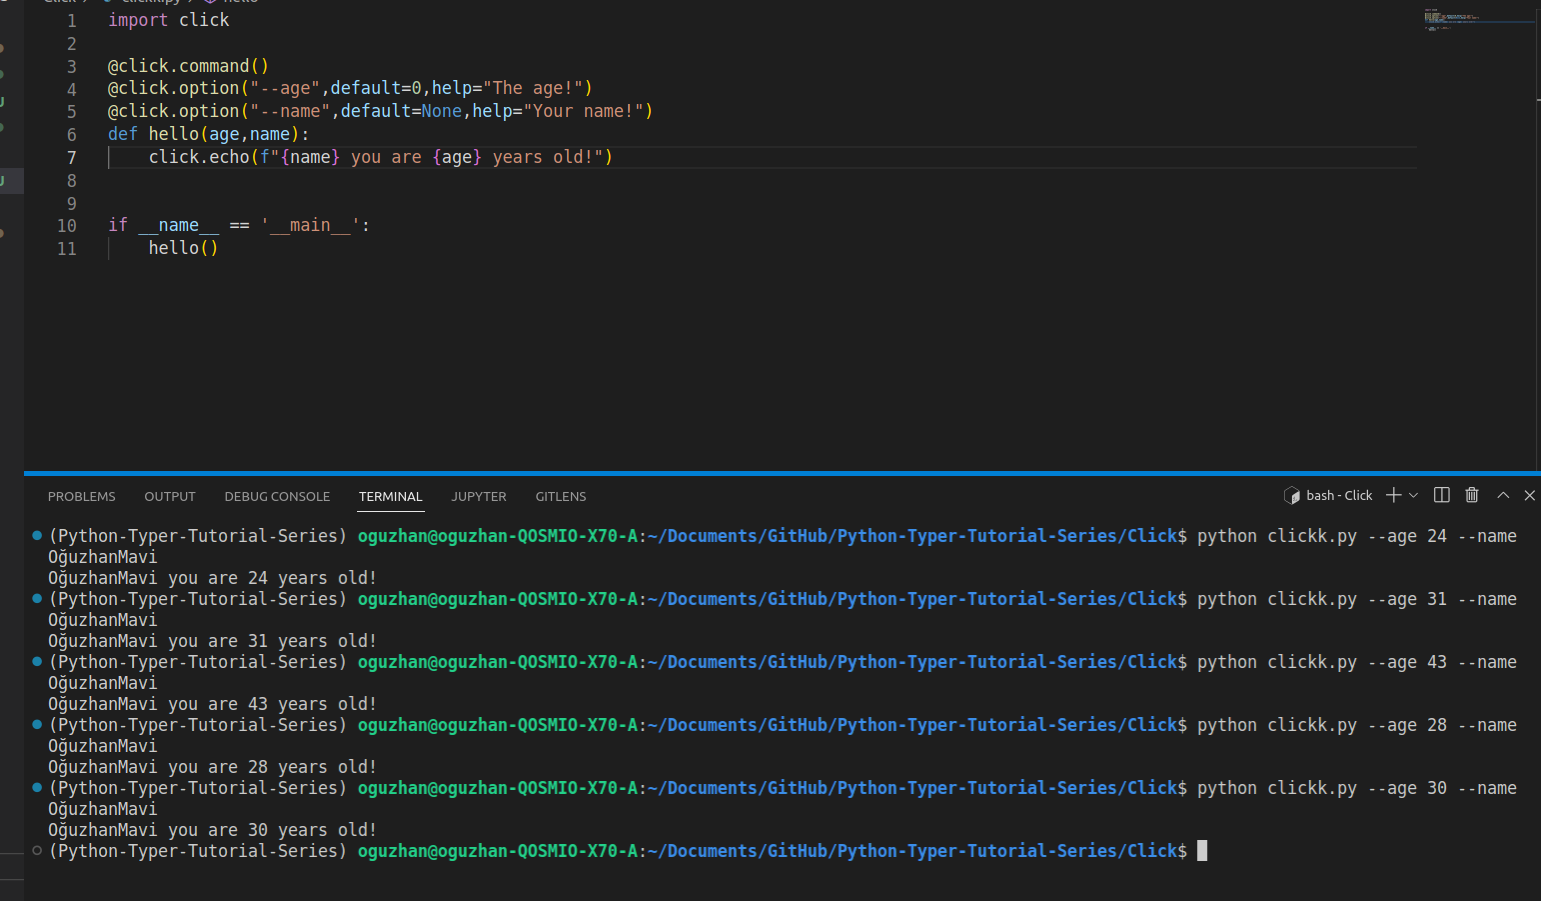 Click > clickk.py > hello
1 import click
2
3 @click.command()
4 @click.option("--age",default=0,help="The age!")
5 @click.option("--name",default=None,help="Your name!")
6 def hello(age,name):
7     click.echo(f"{name} you are {age} years old!")
8
9
10 if __name__ == '__main__':
11     hello()
PROBLEMS OUTPUT DEBUG CONSOLE TERMINAL JUPYTER GITLENS bash - Click
(Python-Typer-Tutorial-Series) oguzhan@oguzhan-QOSMIO-X70-A:~/Documents/GitHub/Python-Typer-Tutorial-Series/Click$ python clickk.py --age 24 --name
OğuzhanMavi
OğuzhanMavi you are 24 years old!
(Python-Typer-Tutorial-Series) oguzhan@oguzhan-QOSMIO-X70-A:~/Documents/GitHub/Python-Typer-Tutorial-Series/Click$ python clickk.py --age 31 --name
OğuzhanMavi
OğuzhanMavi you are 31 years old!
(Python-Typer-Tutorial-Series) oguzhan@oguzhan-QOSMIO-X70-A:~/Documents/GitHub/Python-Typer-Tutorial-Series/Click$ python clickk.py --age 43 --name
OğuzhanMavi
OğuzhanMavi you are 43 years old!
(Python-Typer-Tutorial-Series) oguzhan@oguzhan-QOSMIO-X70-A:~/Documents/GitHub/Python-Typer-Tutorial-Series/Click$ python clickk.py --age 28 --name
OğuzhanMavi
OğuzhanMavi you are 28 years old!
(Python-Typer-Tutorial-Series) oguzhan@oguzhan-QOSMIO-X70-A:~/Documents/GitHub/Python-Typer-Tutorial-Series/Click$ python clickk.py --age 30 --name
OğuzhanMavi
OğuzhanMavi you are 30 years old!
(Python-Typer-Tutorial-Series) oguzhan@oguzhan-QOSMIO-X70-A:~/Documents/GitHub/Python-Typer-Tutorial-Series/Click$